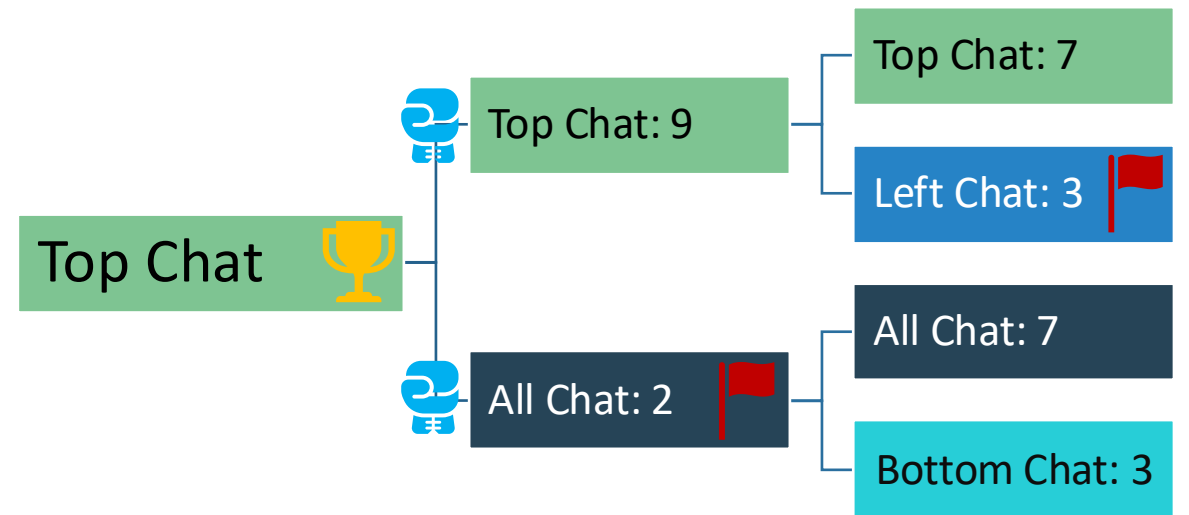 Top Chat: 7
Top Chat: 9
Left Chat: 3
Top Chat
All Chat: 7
All Chat: 2
Bottom Chat: 3